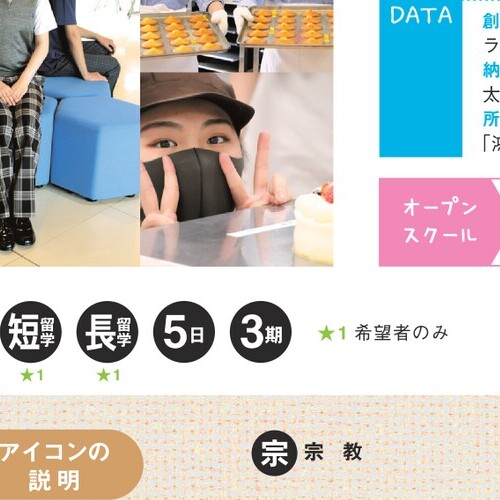 DATA
創
ラ
納
太
所
オープン
スクール
短留学
長留学
5日
3期
★1 希望者のみ
★1
★1
アイコンの
説明
宗 宗 教